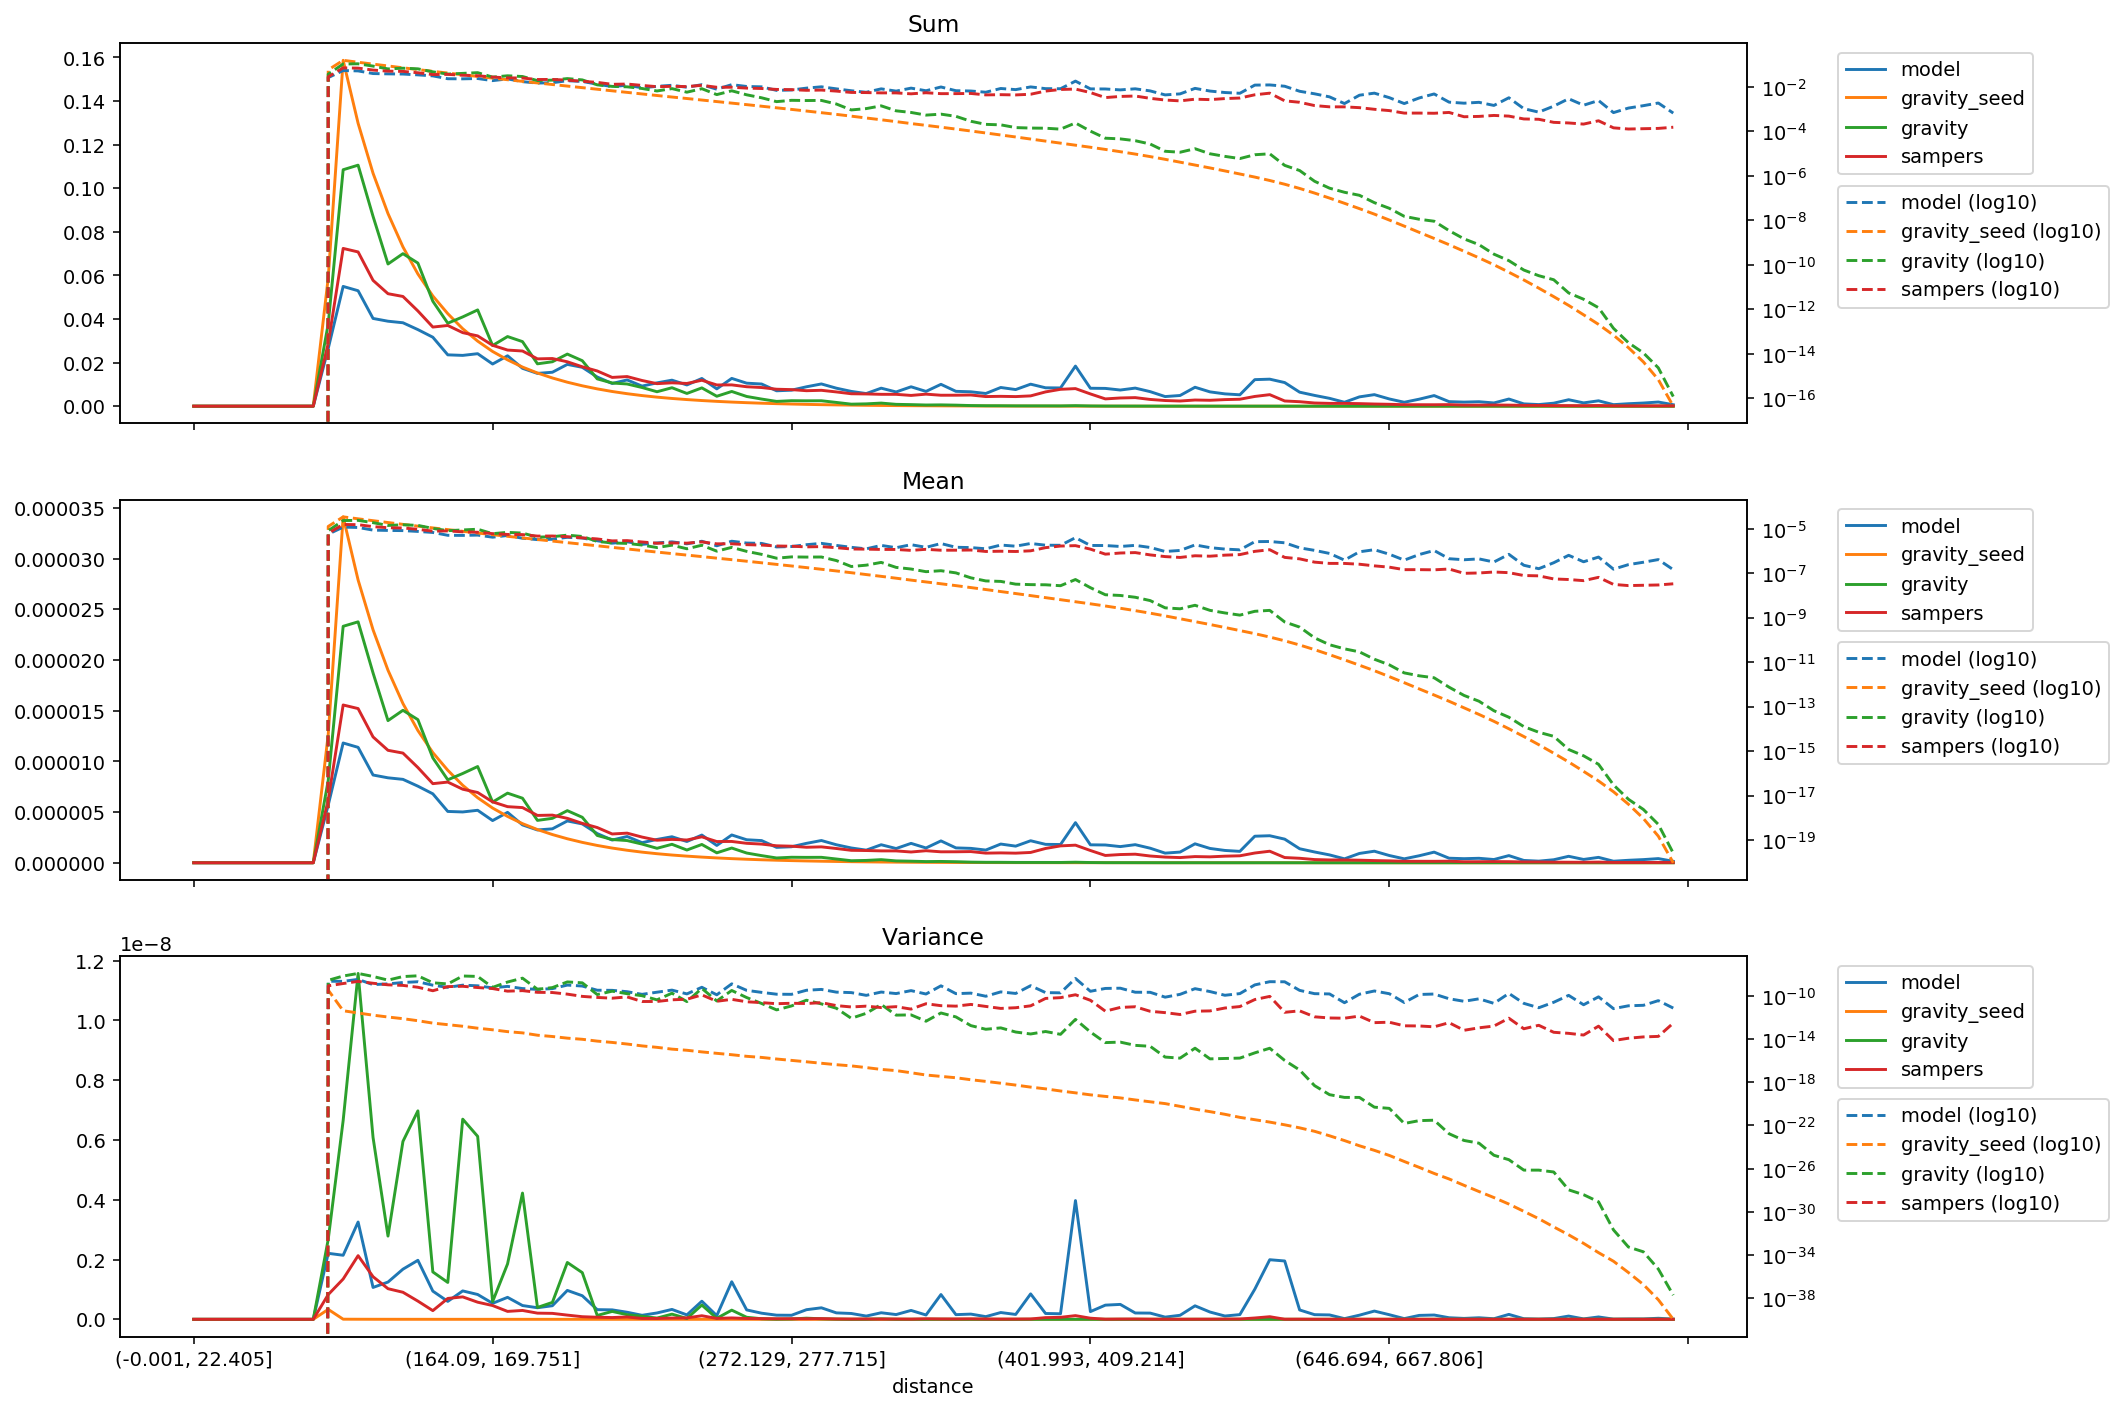 Sum
0.16
0.14
0.12
0.10
0.08
0.06
0.04
0.02
0.00
10⁻²
10⁻⁴
10⁻⁶
10⁻⁸
10⁻¹⁰
10⁻¹²
10⁻¹⁴
10⁻¹⁶
model
gravity_seed
gravity
sampers
model (log10)
gravity_seed (log10)
gravity (log10)
sampers (log10)
Mean
0.000035
0.000030
0.000025
0.000020
0.000015
0.000010
0.000005
0.000000
10⁻⁵
10⁻⁷
10⁻⁹
10⁻¹¹
10⁻¹³
10⁻¹⁵
10⁻¹⁷
10⁻¹⁹
model
gravity_seed
gravity
sampers
model (log10)
gravity_seed (log10)
gravity (log10)
sampers (log10)
Variance
1e−8
1.2
1.0
0.8
0.6
0.4
0.2
0.0
10⁻¹⁰
10⁻¹⁴
10⁻¹⁸
10⁻²²
10⁻²⁶
10⁻³⁰
10⁻³⁴
10⁻³⁸
model
gravity_seed
gravity
sampers
model (log10)
gravity_seed (log10)
gravity (log10)
sampers (log10)
(-0.001, 22.405] (164.09, 169.751] (272.129, 277.715] (401.993, 409.214] (646.694, 667.806]
distance